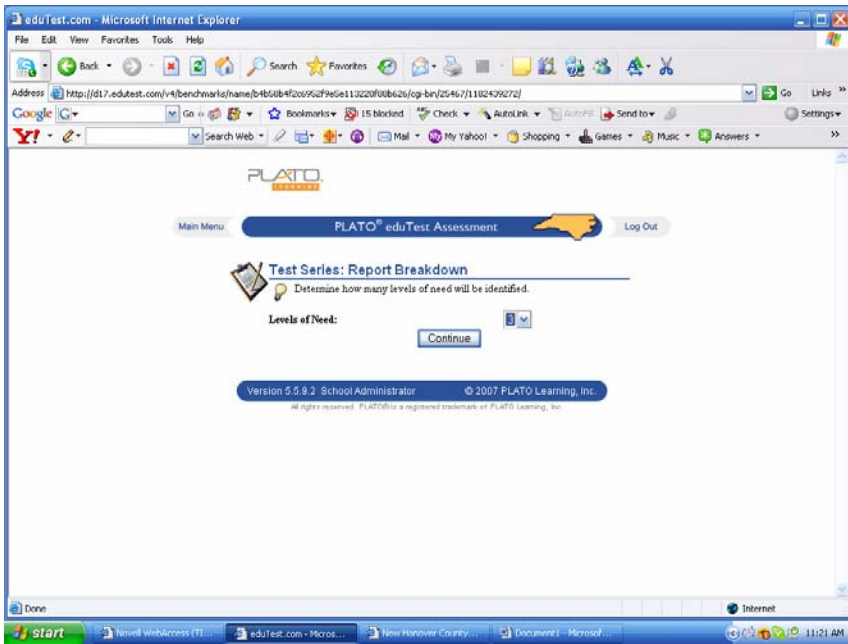 eduTest.com - Microsoft Internet Explorer
File Edit View Favorites Tools Help
Back Search Favorites
Address http://d17.edutest.com/v4/benchmarks/name/
Go Links »
Google G Go Bookmarks 15 blocked Check AutoLink AutoFill Send to Settings
Y! Search Web Mail My Yahoo! Shopping Games Music Answers »
PLATO
LEARNING
Main Menu PLATO® eduTest Assessment Log Out
Test Series: Report Breakdown
Determine how many levels of need will be identified.
Levels of Need: 3
Continue
Version 5.5.9.2 School Administrator © 2007 PLATO Learning, Inc.
All rights reserved. PLATO® is a registered trademark of PLATO Learning, Inc.
Done Internet
start Novell WebAccess (TI... eduTest.com - Micros... New Hanover County... Document1 - Microsof... 11:21 AM